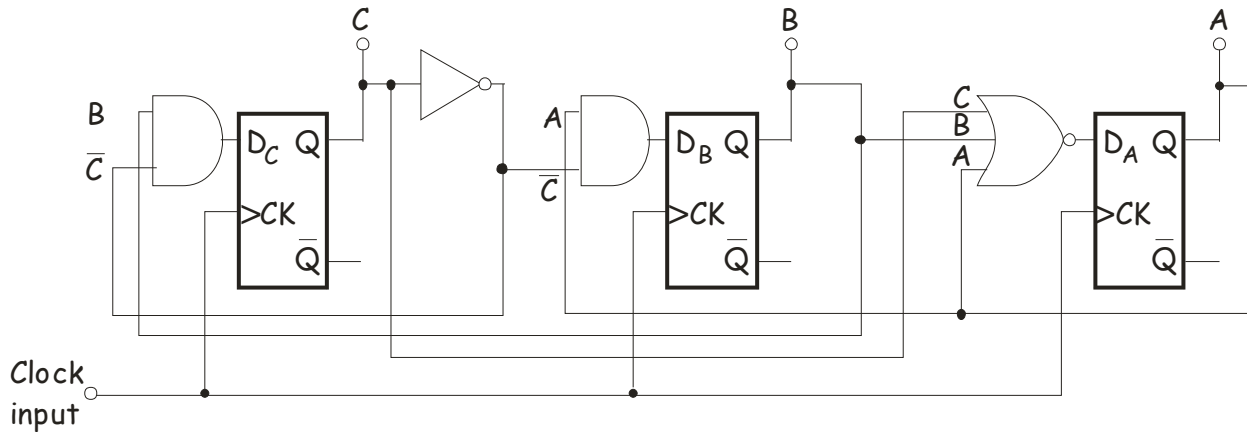 C
B
A
B
C̅
D_C Q
>CK
Q̅
A
C̅
D_B Q
>CK
Q̅
C
B
A
D_A Q
>CK
Q̅
Clock
input